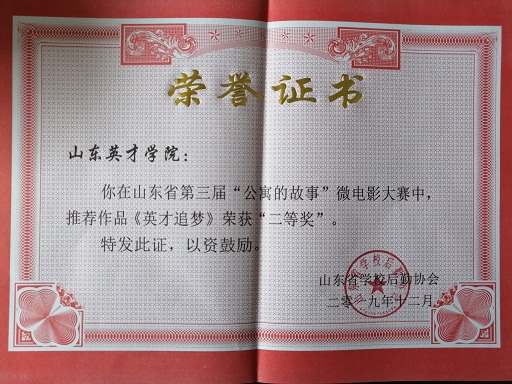 荣誉证书
山东英才学院：
你在山东省第三届“公寓的故事”微电影大赛中，
推荐作品《英才追梦》荣获“二等奖”。
特发此证，以资鼓励。
山东省学校后勤协会
二零一九年十二月